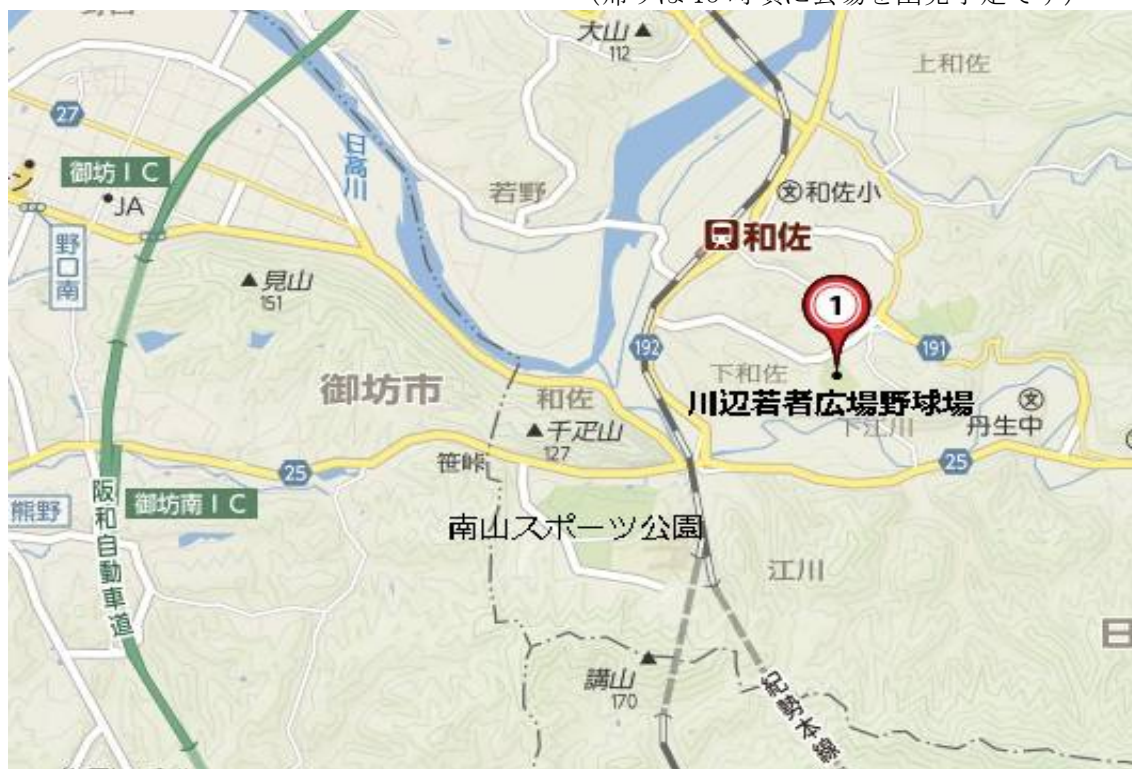 大山
112
上和佐
27
日高川
御坊IC
JA
若野
和佐小
和佐
野口南
見山
151
1
192
191
下和佐
御坊市
和佐
川辺若者広場野球場
千疋山
127
下江川
丹生中
笹峠
25
25
御坊南IC
熊野
阪和自動車道
南山スポーツ公園
江川
講山
170
紀勢本線